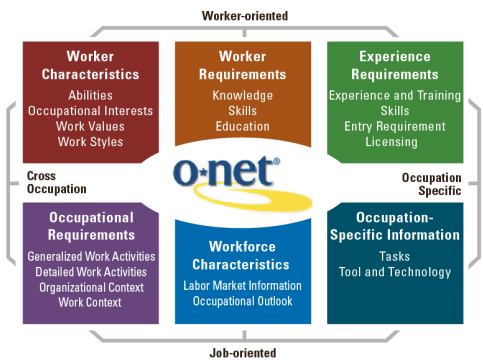 Worker-oriented
Worker
Characteristics
Abilities
Occupational Interests
Work Values
Work Styles
Worker
Requirements
Knowledge
Skills
Education
Experience
Requirements
Experience and Training
Skills
Entry Requirement
Licensing
Cross
Occupation
o*net®
Occupation
Specific
Occupational
Requirements
Generalized Work Activities
Detailed Work Activities
Organizational Context
Work Context
Workforce
Characteristics
Labor Market Information
Occupational Outlook
Occupation-
Specific Information
Tasks
Tool and Technology
Job-oriented